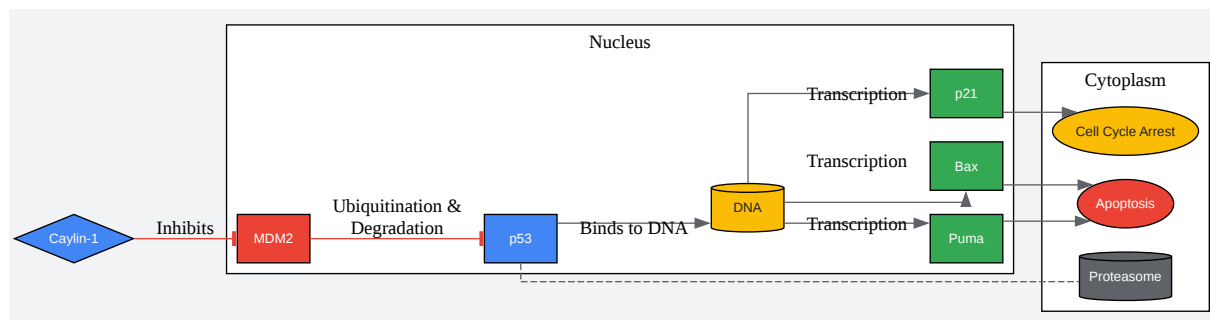 Nucleus
Cytoplasm
Transcription
p21
Cell Cycle Arrest
Transcription
Bax
Ubiquitination &
Degradation
DNA
Apoptosis
Caylin-1
Inhibits
MDM2
p53
Binds to DNA
Transcription
Puma
Proteasome